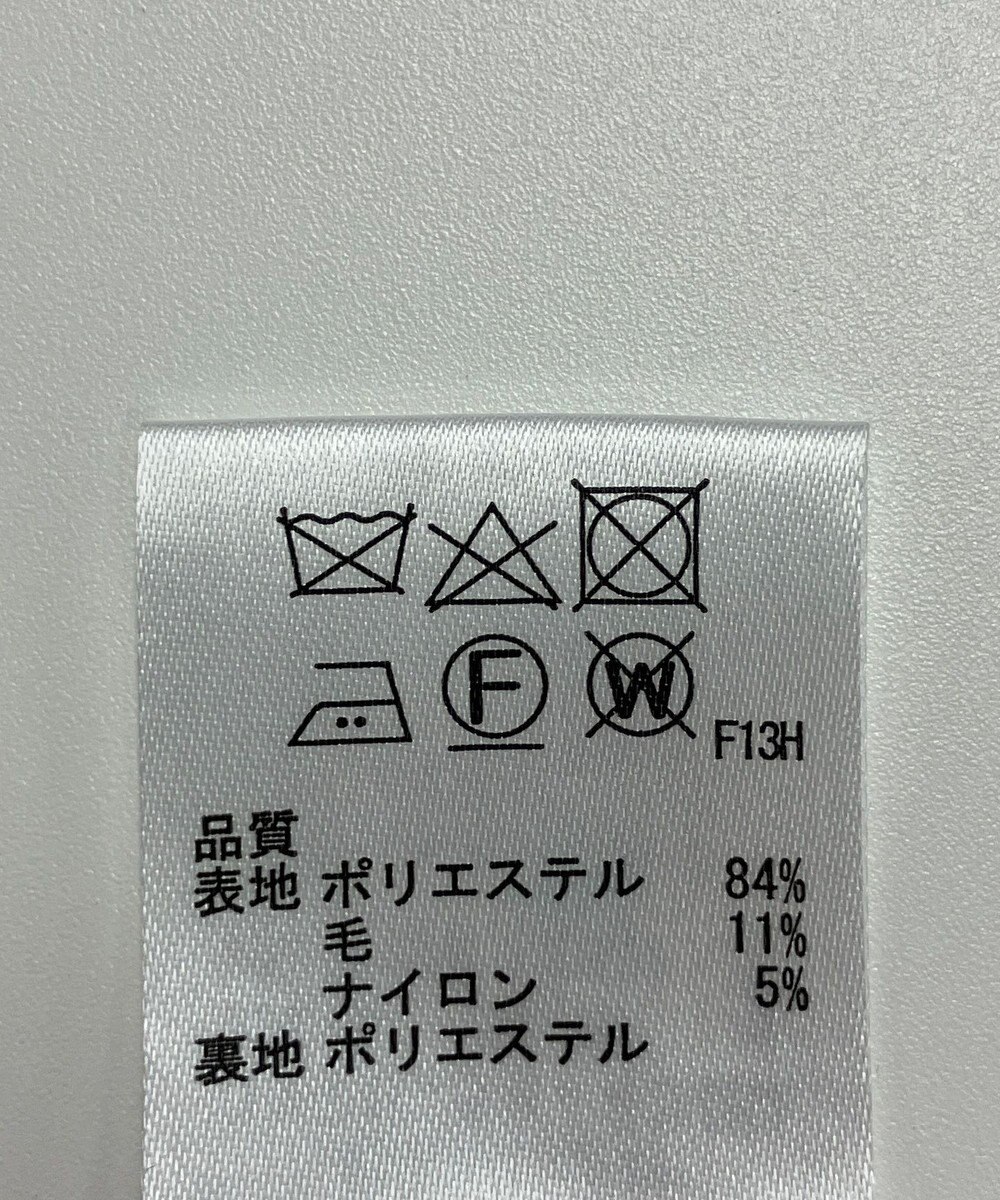 F W F13H
品質
表地 ポリエステル 84%
毛 11%
ナイロン 5%
裏地 ポリエステル